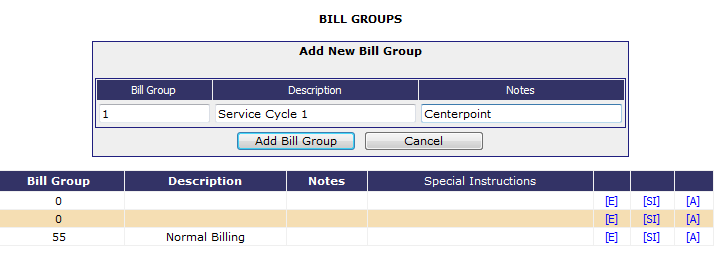 BILL GROUPS
Add New Bill Group
Bill Group Description Notes
1 Service Cycle 1 Centerpoint
Add Bill Group Cancel
Bill Group Description Notes Special Instructions
0 [E] [SI] [A]
0 [E] [SI] [A]
55 Normal Billing [E] [SI] [A]